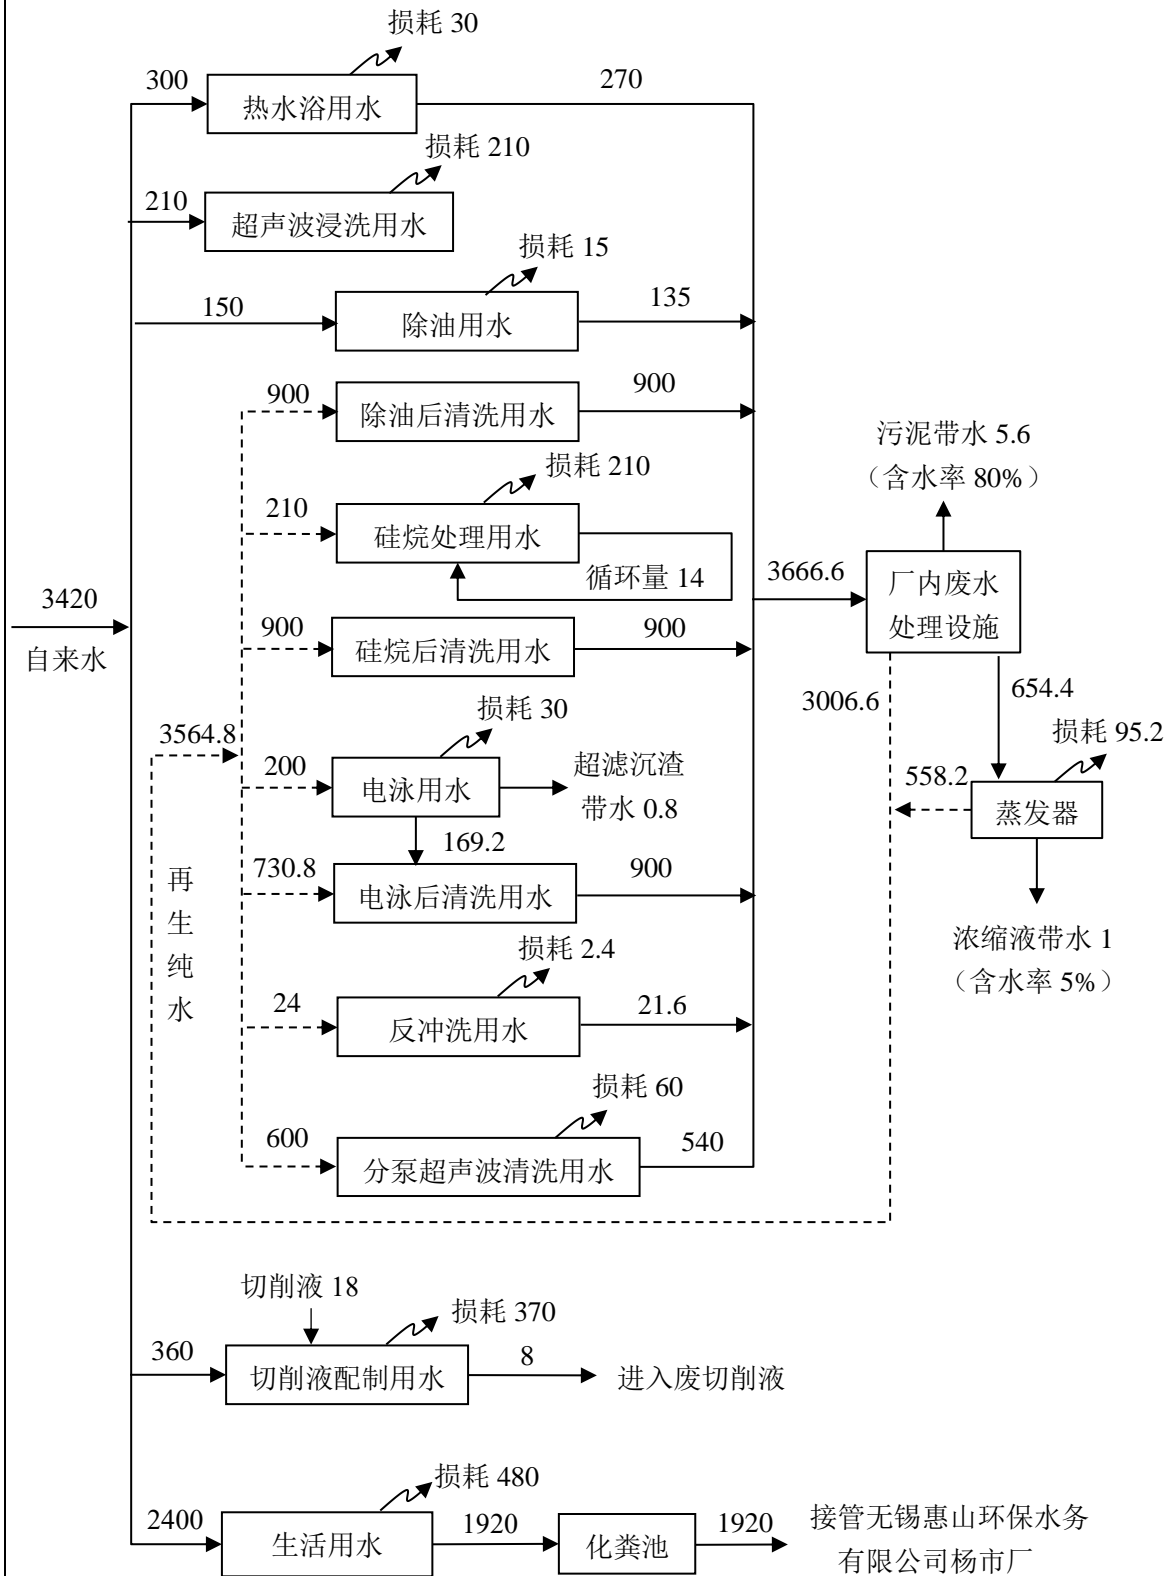 损耗 30
300
热水浴用水
270
损耗 210
210
超声波浸洗用水
损耗 15
150
除油用水
135
900
除油后清洗用水
900
损耗 210
210
硅烷处理用水
循环量 14
900
硅烷后清洗用水
900
3420
自来水
3564.8
再
生
纯
水
损耗 30
200
电泳用水
超滤沉渣
带水 0.8
169.2
730.8
电泳后清洗用水
900
损耗 2.4
24
反冲洗用水
21.6
损耗 60
600
分泵超声波清洗用水
540
3666.6
污泥带水 5.6
（含水率 80%）
厂内废水
处理设施
3006.6
654.4
损耗 95.2
558.2
蒸发器
浓缩液带水 1
（含水率 5%）
切削液 18
损耗 370
360
切削液配制用水
8
进入废切削液
损耗 480
2400
生活用水
1920
化粪池
1920
接管无锡惠山环保水务
有限公司杨市厂